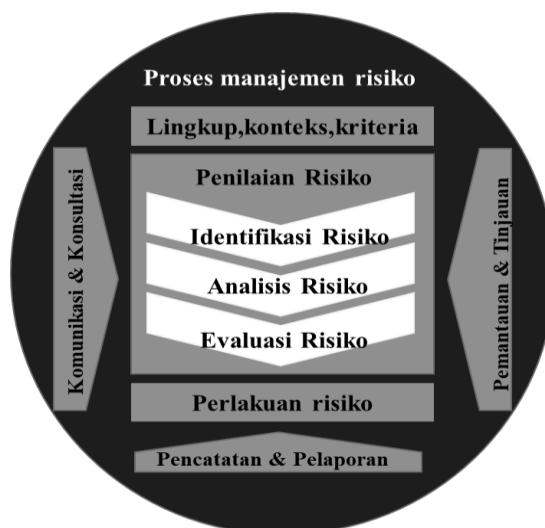 Proses manajemen risiko
Lingkup,konteks,kriteria
Penilaian Risiko
Identifikasi Risiko
Analisis Risiko
Evaluasi Risiko
Perlakuan risiko
Pencatatan & Pelaporan
Komunikasi & Konsultasi
Pemantauan & Tinjauan